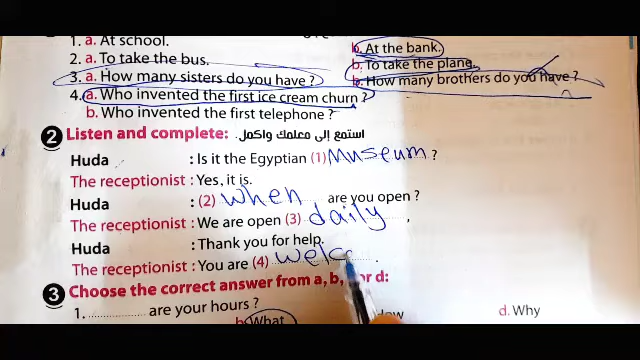 1. a. At school. b. At the bank.
2. a. To take the bus. b. To take the plane.
3. a. How many sisters do you have ? b. How many brothers do you have ?
4. a. Who invented the first ice cream churn ?
b. Who invented the first telephone ?
2 Listen and complete: استمع إلى معلمك وأكمل.
Huda : Is it the Egyptian (1) Museum ?
The receptionist : Yes, it is.
Huda : (2) when are you open ?
The receptionist : We are open (3) daily .
Huda : Thank you for help.
The receptionist : You are (4) welc .
3 Choose the correct answer from a, b, or d:
1. .................. are your hours ?
b. What d. Why